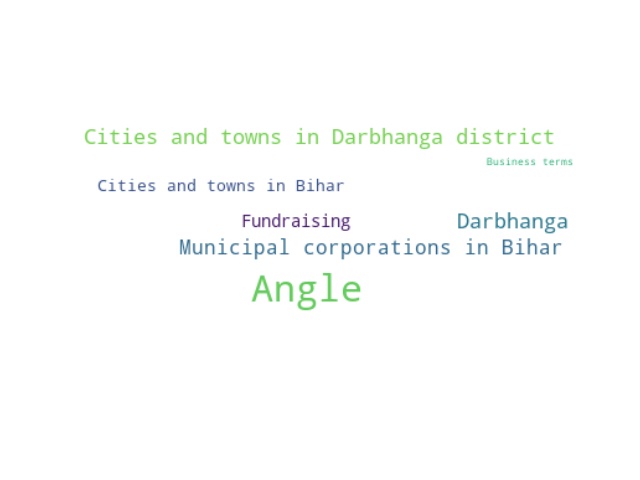 Cities and towns in Darbhanga district
Business terms
Cities and towns in Bihar
Fundraising
Darbhanga
Municipal corporations in Bihar
Angle